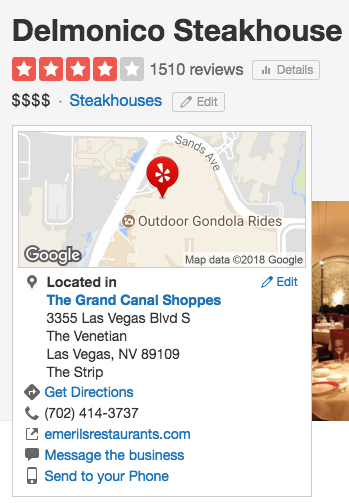 Delmonico Steakhouse
1510 reviews Details
$$$$ · Steakhouses Edit
Sands Ave
Outdoor Gondola Rides
Google Map data ©2018 Google
Located in Edit
The Grand Canal Shoppes
3355 Las Vegas Blvd S
The Venetian
Las Vegas, NV 89109
The Strip
Get Directions
(702) 414-3737
emerilsrestaurants.com
Message the business
Send to your Phone